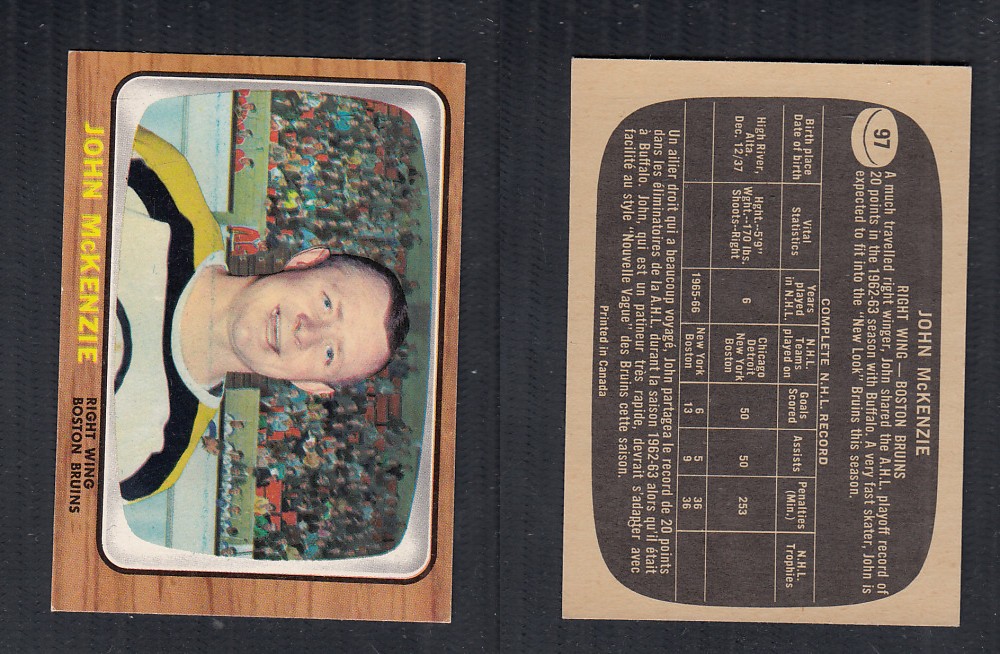 JOHN McKENZIE
RIGHT WING
BOSTON BRUINS
97
JOHN McKENZIE
RIGHT WING — BOSTON BRUINS
A much travelled right winger, John shared the A.H.L. playoff record of
20 points in the 1962-63 season with Buffalo. A very fast skater, John is
expected to fit into the "New Look" Bruins this season.
COMPLETE N.H.L. RECORD
Birth place Date of birth | Vital Statistics | Years played in N.H.L. | N.H.L. Teams played on | Goals Scored | Assists | Penalties (Min.) | N.H.L. Trophies
High River, Alta, Dec. 12/37 | Hght.--5'9" Wght.--170 lbs. Shoots--Right | 6 | Chicago Detroit New York Boston | 50 | 50 | 253
1965-66 | New York | 6 | 5 | 36
Boston | 13 | 9 | 36
Un ailier droit qui a beaucoup voyagé, John partagea le record de 20 points
dans les éliminatoires de la A.H.L. durant la saison 1962-63 alors qu'il était
à Buffalo. John, qui est un patineur très rapide, devrait s'adapter avec
facilité au style "Nouvelle Vague" des Bruins cette saison.
Printed in Canada